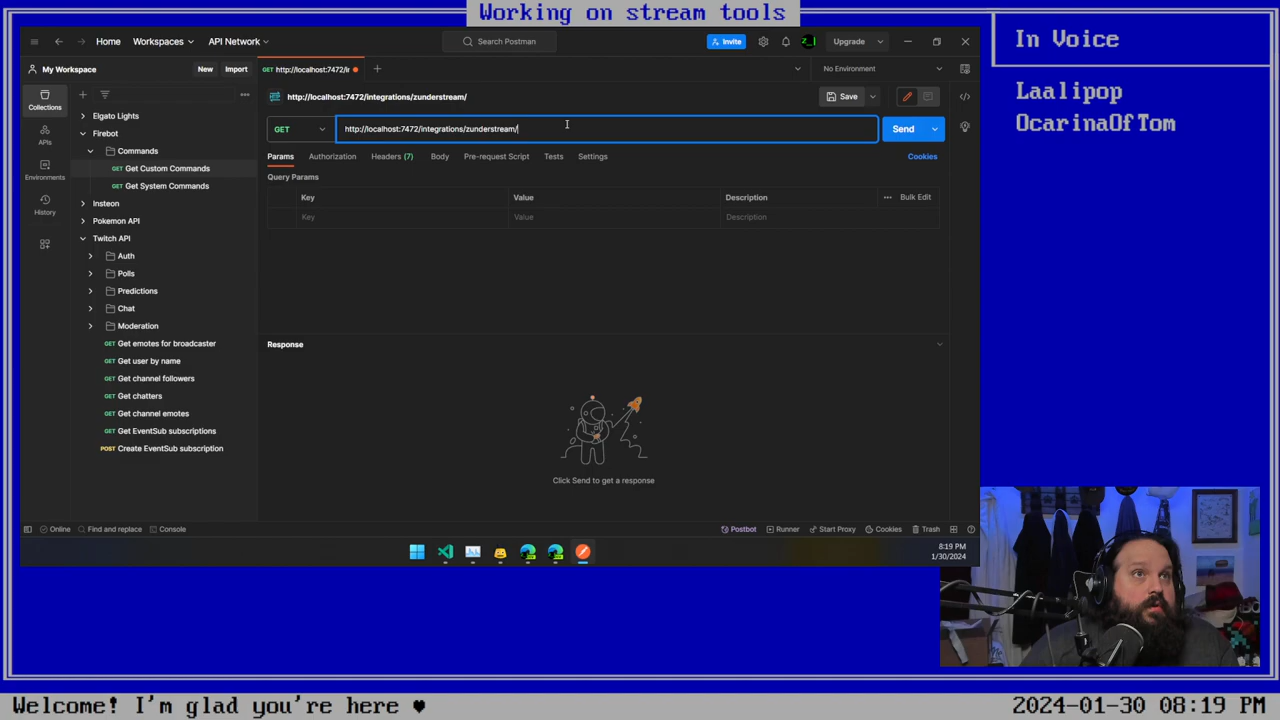 Working on stream tools
Home Workspaces API Network Search Postman Invite Upgrade
My Workspace New Import GET http://localhost:7472/ir No Environment
Collections
APIs
Environments
History
Elgato Lights
Firebot
Commands
GET Get Custom Commands
GET Get System Commands
Insteon
Pokemon API
Twitch API
Auth
Polls
Predictions
Chat
Moderation
GET Get emotes for broadcaster
GET Get user by name
GET Get channel followers
GET Get chatters
GET Get channel emotes
GET Get EventSub subscriptions
POST Create EventSub subscription
http://localhost:7472/integrations/zunderstream/ Save
GET http://localhost:7472/integrations/zunderstream/ Send
Params Authorization Headers (7) Body Pre-request Script Tests Settings Cookies
Query Params
Key Value Description Bulk Edit
Key Value Description
Response
Click Send to get a response
Online Find and replace Console Postbot Runner Start Proxy Cookies Trash
8:19 PM
1/30/2024
In Voice
Laalipop
OcarinaOfTom
Welcome! I'm glad you're here ♥ 2024-01-30 08:19 PM